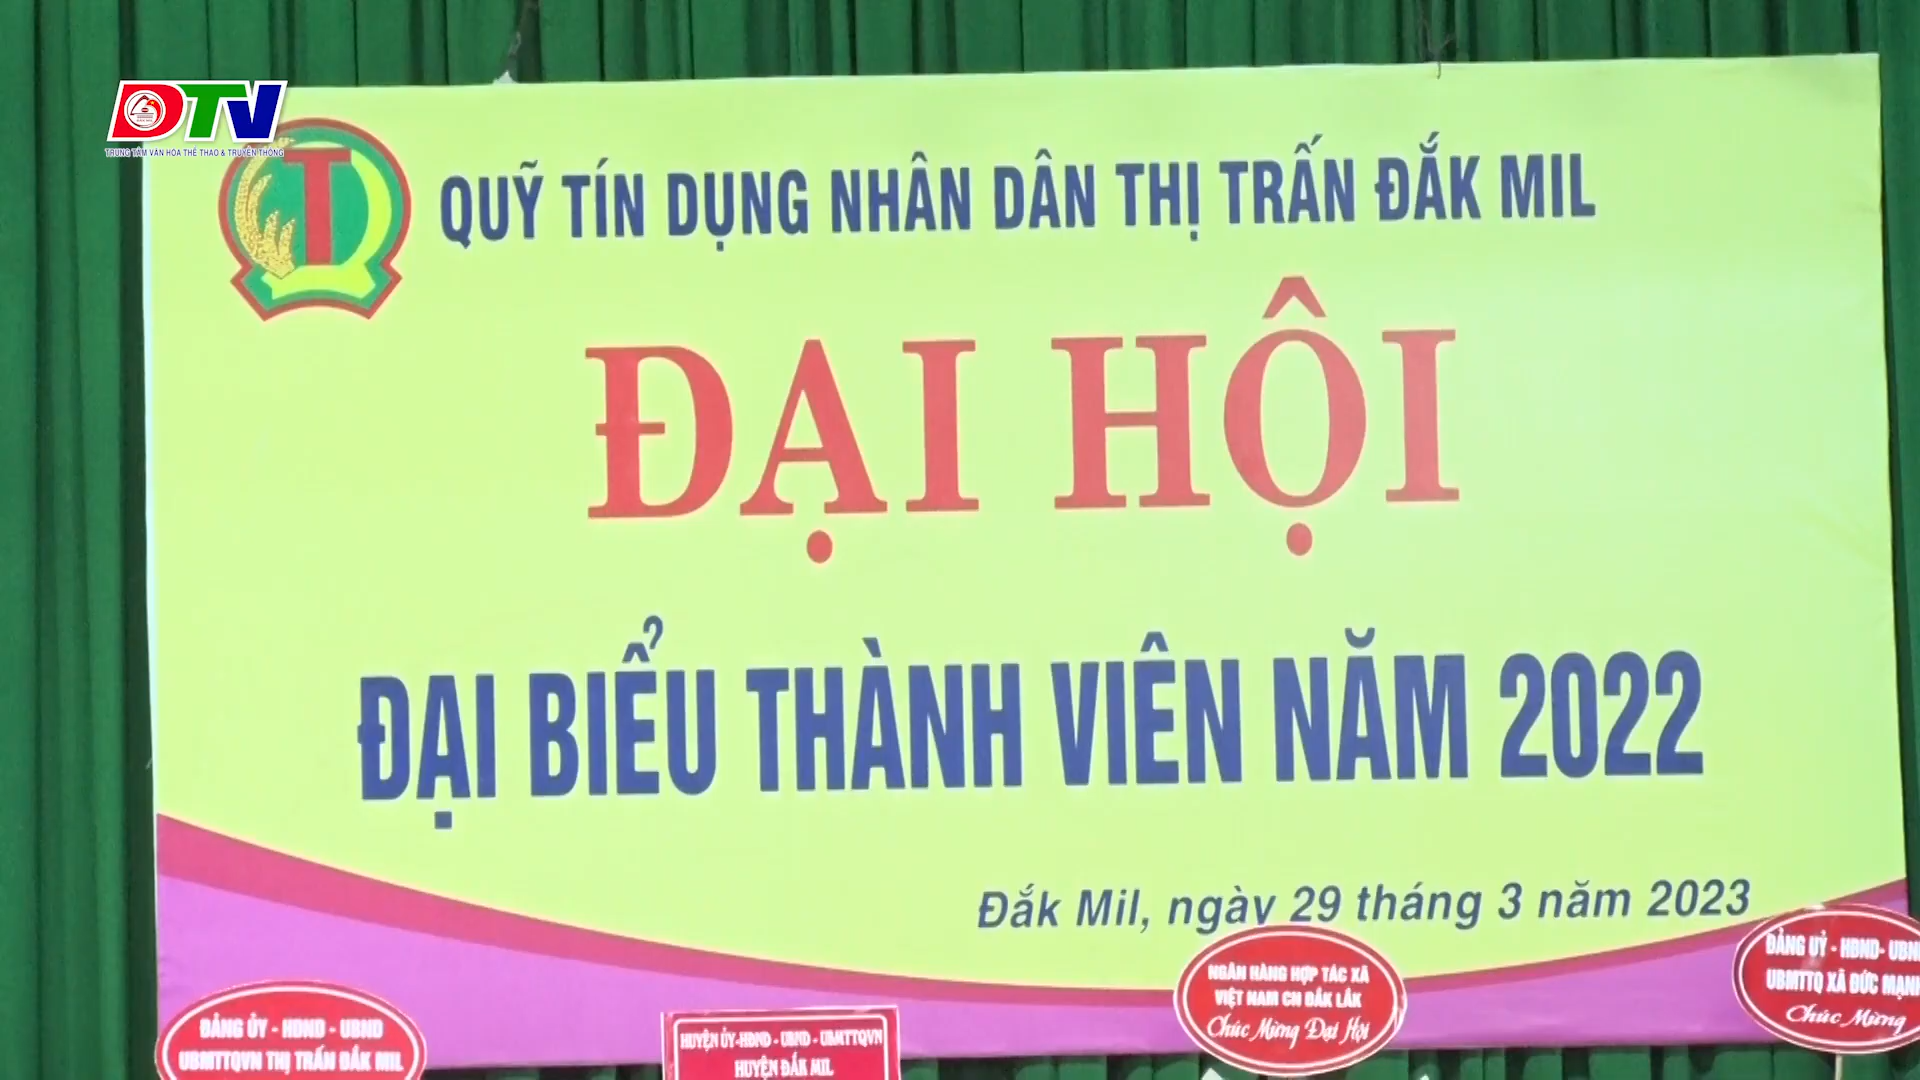 ĐTV
TRUNG TÂM VĂN HÓA THỂ THAO & TRUYỀN THÔNG
QUỸ TÍN DỤNG NHÂN DÂN THỊ TRẤN ĐẮK MIL
ĐẠI HỘI
ĐẠI BIỂU THÀNH VIÊN NĂM 2022
Đắk Mil, ngày 29 tháng 3 năm 2023
ĐẢNG ỦY - HĐND - UBND
UBMTTQVN THỊ TRẤN ĐẮK MIL
HUYỆN ỦY-HĐND - UBND - UBMTTQVN
HUYỆN ĐẮK MIL
NGÂN HÀNG HỢP TÁC XÃ
VIỆT NAM CN ĐẮK LẮK
Chúc Mừng Đại Hội
ĐẢNG UỶ - HĐND- UBN
UBMTTQ XÃ ĐỨC MẠNH
Chúc Mừng